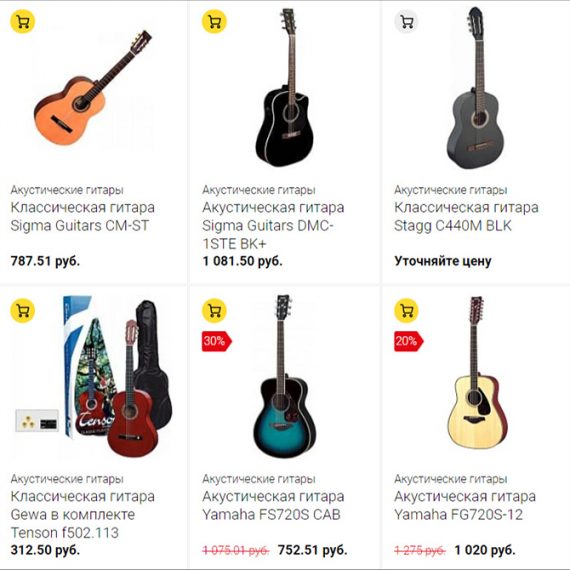 Акустические гитары
Классическая гитара
Sigma Guitars CM-ST
787.51 руб.
Акустические гитары
Акустическая гитара
Sigma Guitars DMC-
1STE BK+
1 081.50 руб.
Акустические гитары
Классическая гитара
Stagg C440M BLK
Уточняйте цену
Tenson
Акустические гитары
Классическая гитара
Gewa в комплекте
Tenson f502.113
312.50 руб.
30%
Акустические гитары
Акустическая гитара
Yamaha FS720S CAB
1 075.01 руб. 752.51 руб.
20%
Акустические гитары
Акустическая гитара
Yamaha FG720S-12
1 275 руб. 1 020 руб.